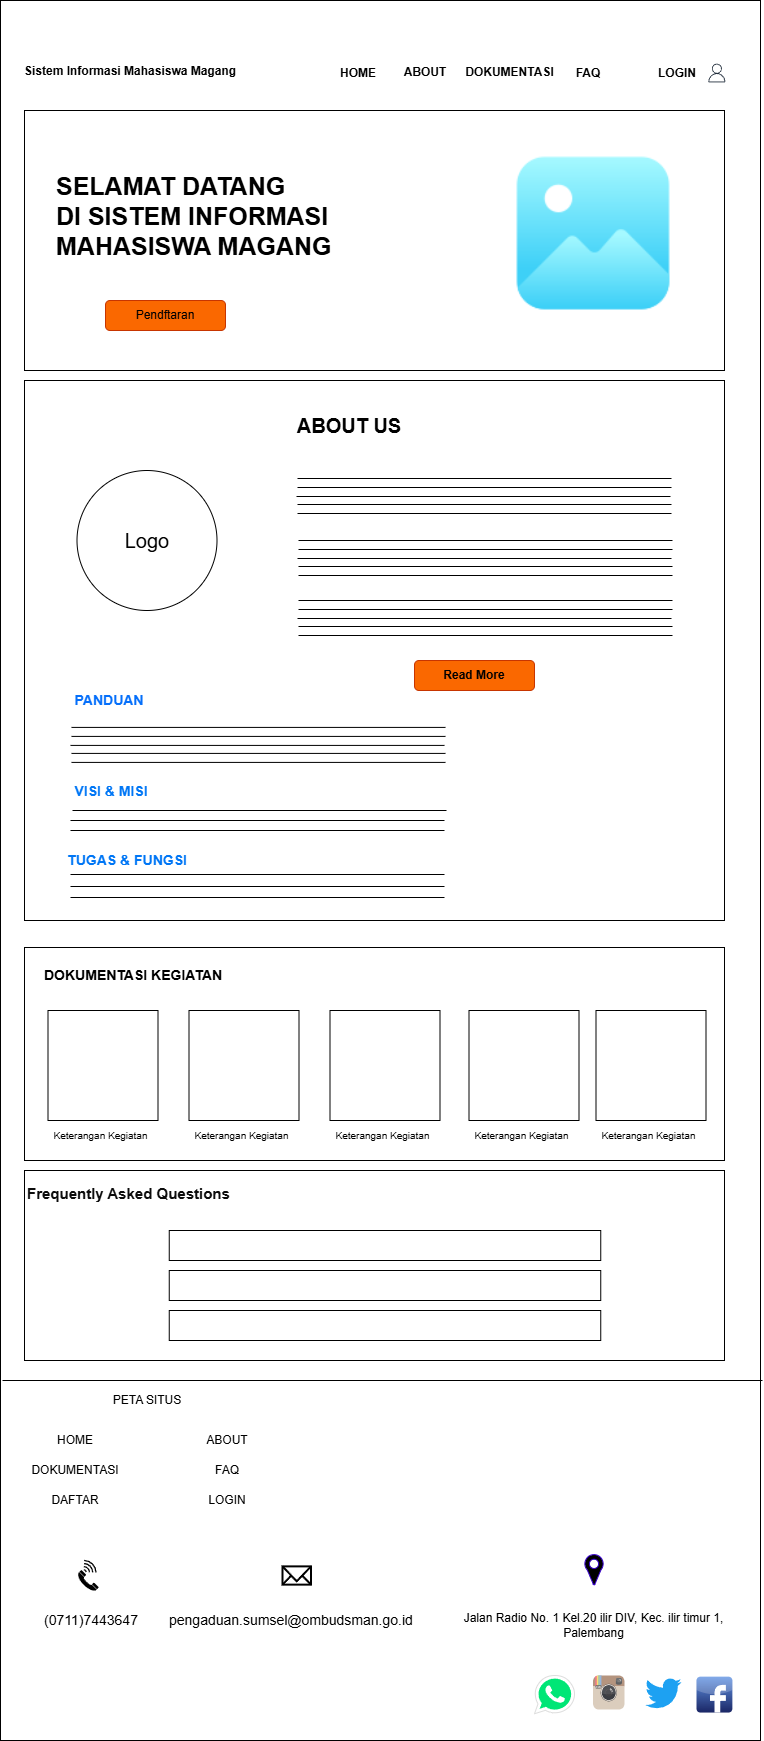 Sistem Informasi Mahasiswa Magang
HOME
ABOUT
DOKUMENTASI
FAQ
LOGIN
SELAMAT DATANG
DI SISTEM INFORMASI
MAHASISWA MAGANG
Pendftaran
ABOUT US
Logo
Read More
PANDUAN
VISI & MISI
TUGAS & FUNGSI
DOKUMENTASI KEGIATAN
Keterangan Kegiatan
Keterangan Kegiatan
Keterangan Kegiatan
Keterangan Kegiatan
Keterangan Kegiatan
Frequently Asked Questions
PETA SITUS
HOME
ABOUT
DOKUMENTASI
FAQ
DAFTAR
LOGIN
(0711)7443647
pengaduan.sumsel@ombudsman.go.id
Jalan Radio No. 1 Kel.20 ilir DIV, Kec. ilir timur 1,
Palembang